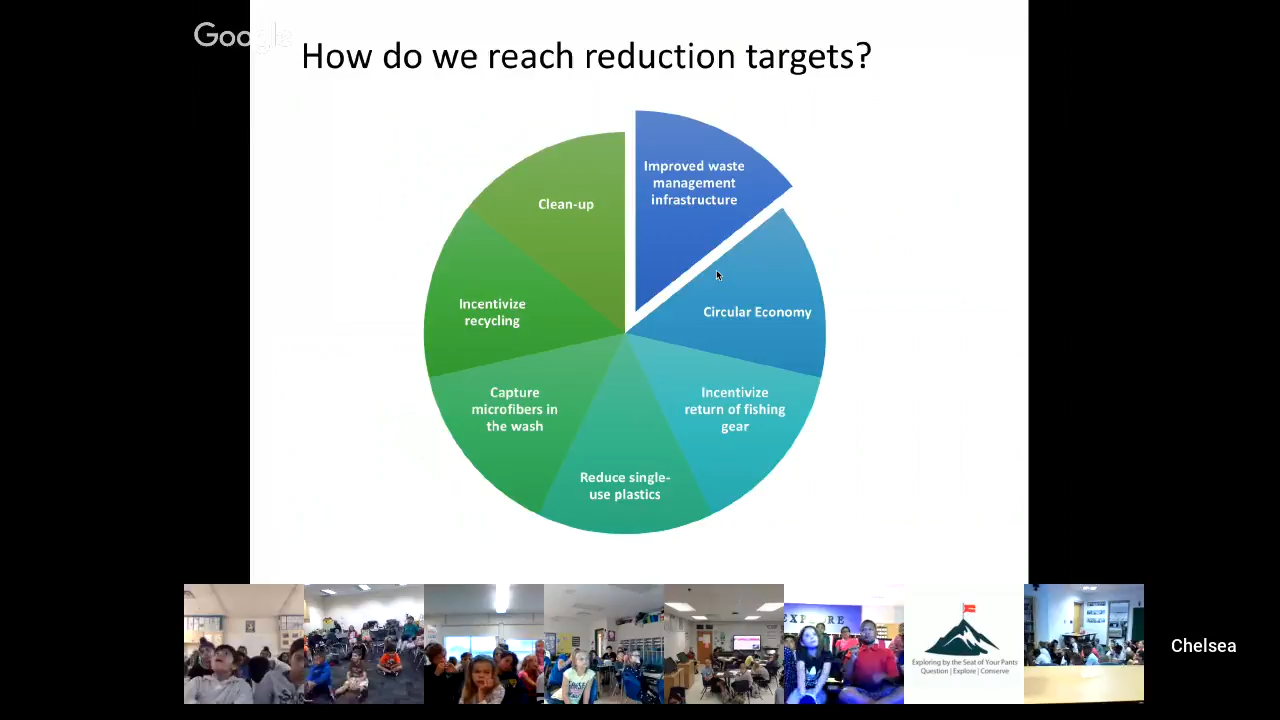 Google
How do we reach reduction targets?
Improved waste
management
infrastructure
Clean-up
Circular Economy
Incentivize
recycling
Capture
microfibers in
the wash
Incentivize
return of fishing
gear
Reduce single-
use plastics
EXPLORE
Exploring by the Seat of Your Pants
Question | Explore | Conserve
Chelsea